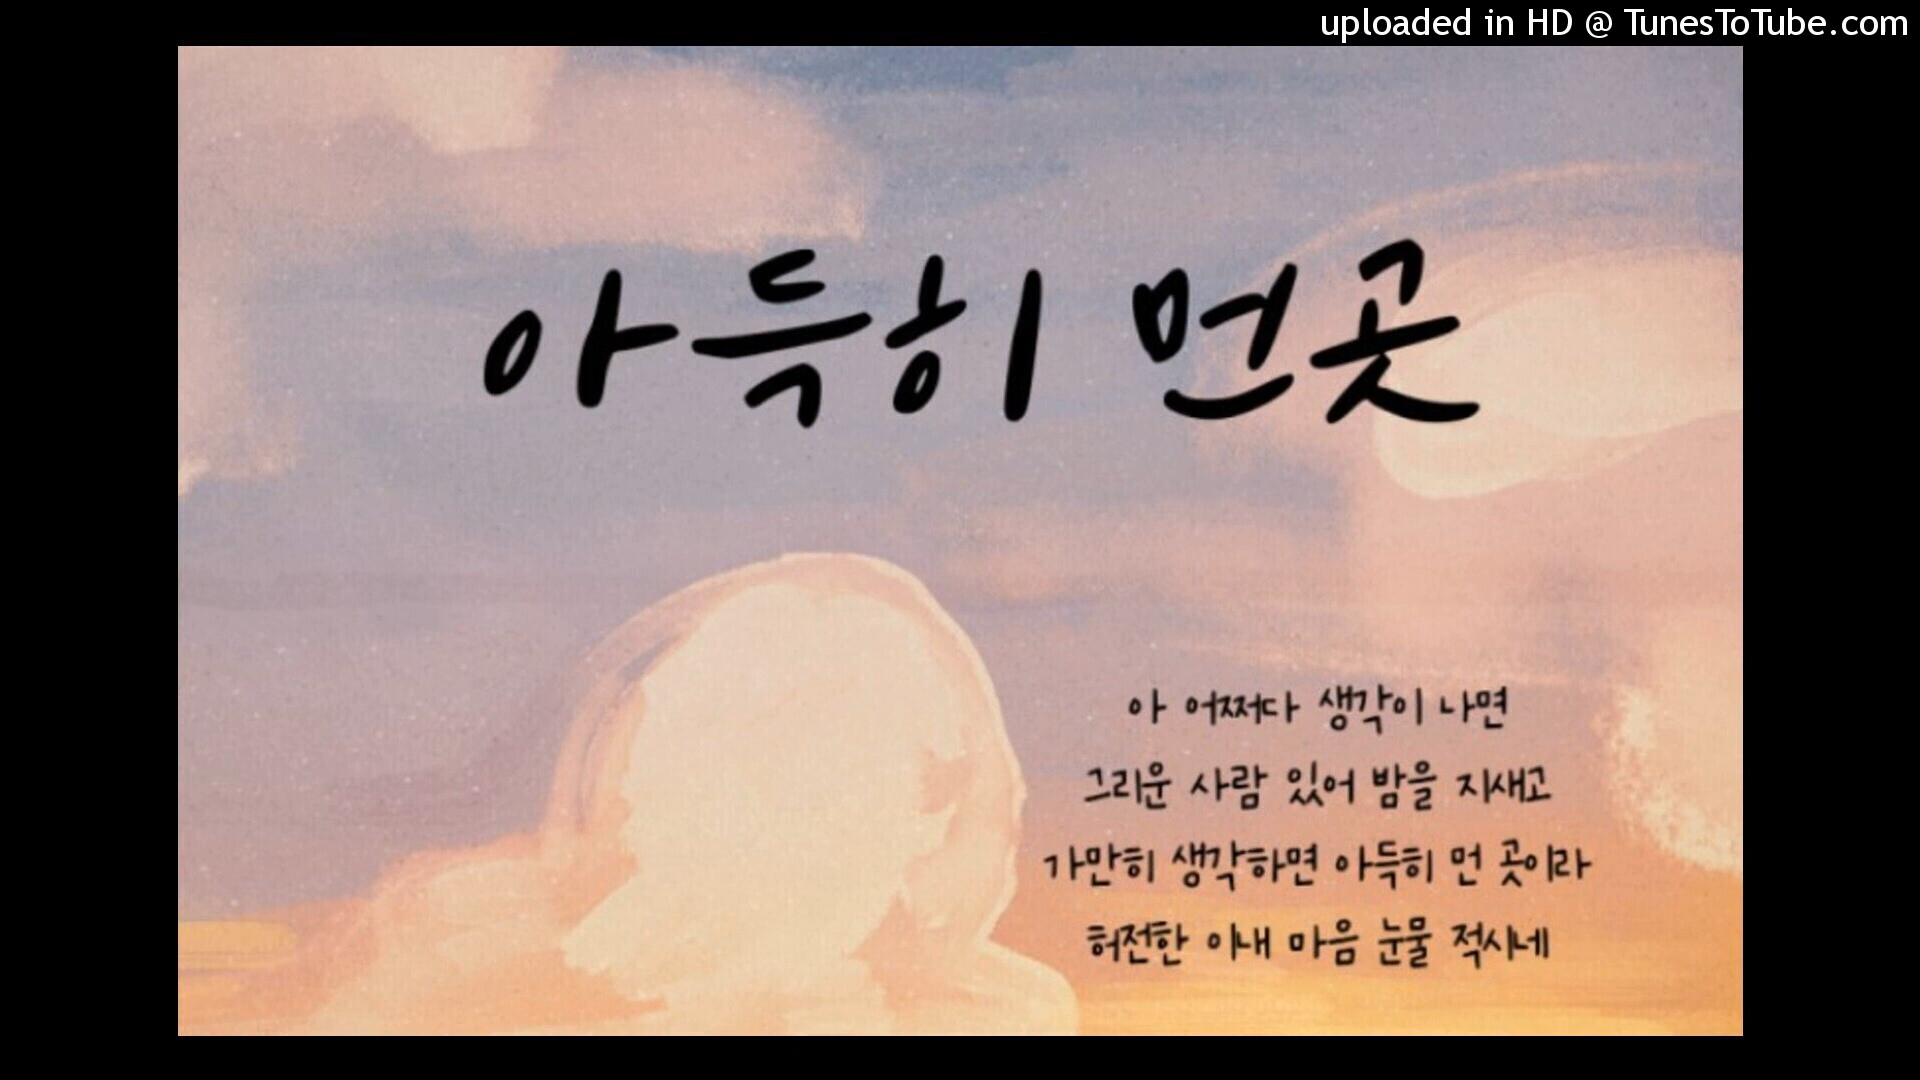 uploaded in HD @ TunesToTube.com
아득히 먼곳
아 어쩌다 생각이 나면
그리운 사람 있어 밤을 지새고
가만히 생각하면 아득히 먼 곳이라
허전한 이내 마음 눈물 적시네